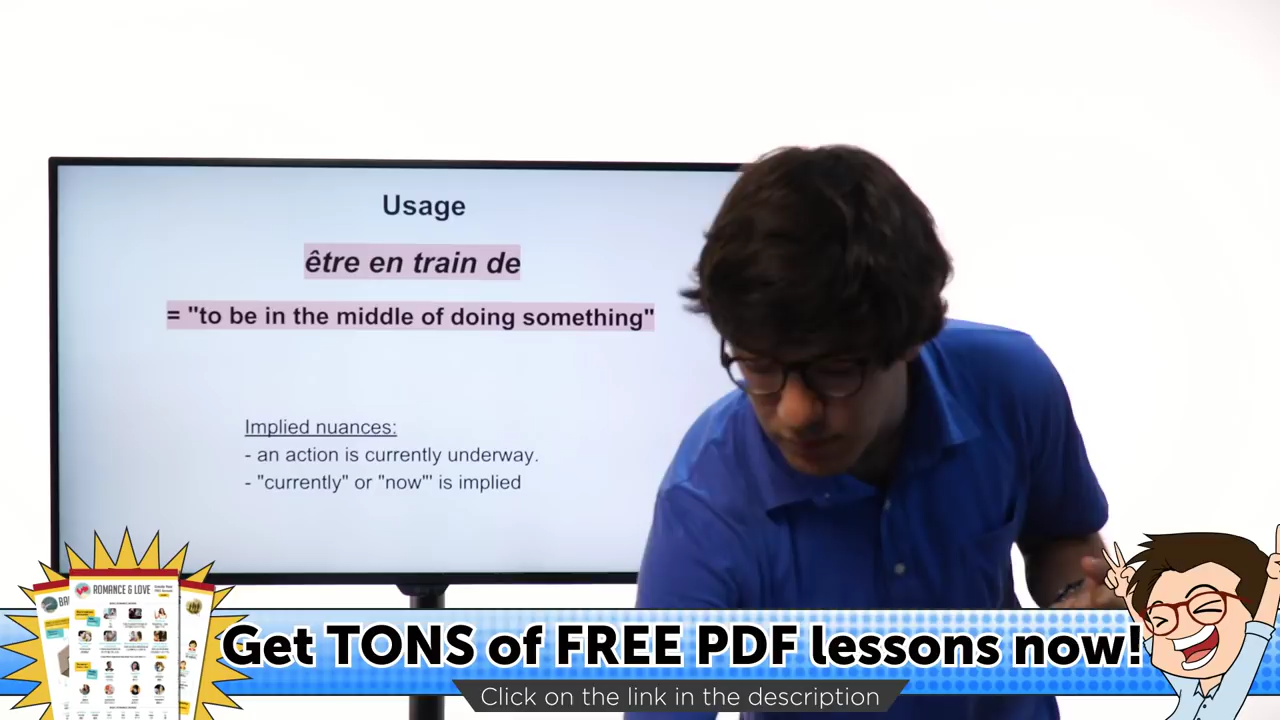 Usage
être en train de
= "to be in the middle of doing something"
Implied nuances:
- an action is currently underway.
- "currently" or "now"' is implied
ROMANCE & LOVE
Get TONS of FREE PDF lessons now!
Click on the link in the description